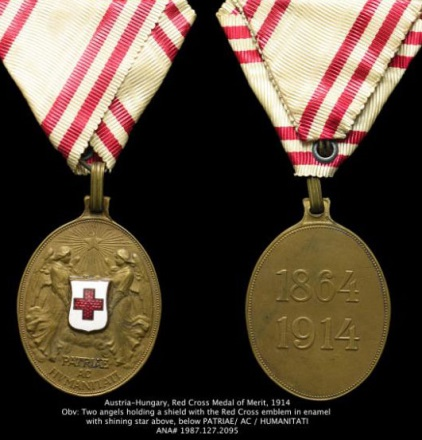 PATRIAE
AC
HUMANITATI
1864
1914
Austria-Hungary, Red Cross Medal of Merit, 1914
Obv: Two angels holding a shield with the Red Cross emblem in enamel
with shining star above, below PATRIAE/ AC / HUMANITATI
ANA# 1987.127.2095